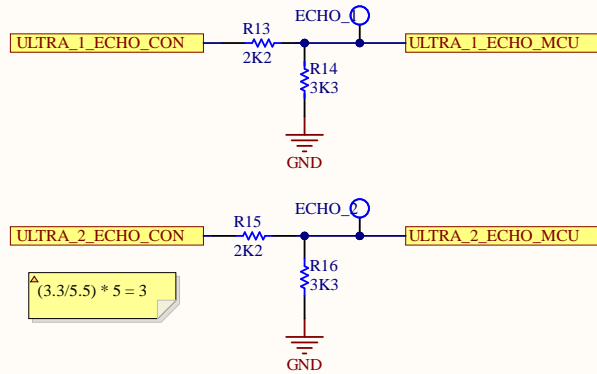 ECHO_1
R13
ULTRA_1_ECHO_CON
ULTRA_1_ECHO_MCU
2K2
R14
3K3
GND
ECHO_2
R15
ULTRA_2_ECHO_CON
ULTRA_2_ECHO_MCU
2K2
R16
3K3
(3.3/5.5) * 5 = 3
GND